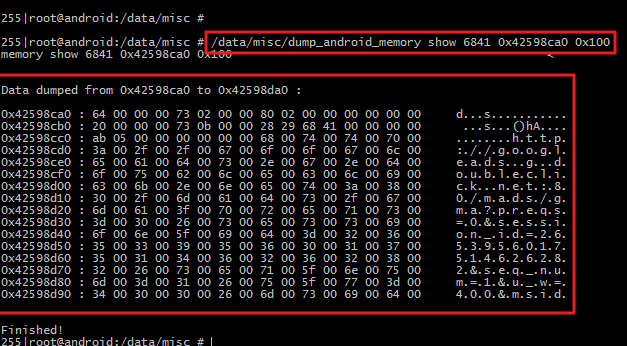 255|root@android:/data/misc #
255|root@android:/data/misc # /data/misc/dump_android_memory show 6841 0x42598ca0 0x100
memory show 6841 0x42598ca0 0x100
Data dumped from 0x42598ca0 to 0x42598da0 :
0x42598ca0 : 64 00 00 00 73 02 00 00 80 02 00 00 00 00 00 00 d...s...........
0x42598cb0 : 20 00 00 00 73 0b 00 00 28 29 68 41 00 00 00 00  ...s...()hA....
0x42598cc0 : ab 05 00 00 00 00 00 00 68 00 74 00 74 00 70 00 ........h.t.t.p.
0x42598cd0 : 3a 00 2f 00 2f 00 67 00 6f 00 6f 00 67 00 6c 00 :././.g.o.o.g.l.
0x42598ce0 : 65 00 61 00 64 00 73 00 2e 00 67 00 2e 00 64 00 e.a.d.s...g...d.
0x42598cf0 : 6f 00 75 00 62 00 6c 00 65 00 63 00 6c 00 69 00 o.u.b.l.e.c.l.i.
0x42598d00 : 63 00 6b 00 2e 00 6e 00 65 00 74 00 3a 00 38 00 c.k...n.e.t.:.8.
0x42598d10 : 30 00 2f 00 6d 00 61 00 64 00 73 00 2f 00 67 00 0./.m.a.d.s./.g.
0x42598d20 : 6d 00 61 00 3f 00 70 00 72 00 65 00 71 00 73 00 m.a.?.p.r.e.q.s.
0x42598d30 : 3d 00 30 00 26 00 73 00 65 00 73 00 73 00 69 00 =.0.&.s.e.s.s.i.
0x42598d40 : 6f 00 6e 00 5f 00 69 00 64 00 3d 00 32 00 36 00 o.n._.i.d.=.2.6.
0x42598d50 : 35 00 33 00 39 00 35 00 36 00 30 00 31 00 37 00 5.3.9.5.6.0.1.7.
0x42598d60 : 35 00 31 00 34 00 36 00 32 00 36 00 32 00 38 00 5.1.4.6.2.6.2.8.
0x42598d70 : 32 00 26 00 73 00 65 00 71 00 5f 00 6e 00 75 00 2.&.s.e.q._.n.u.
0x42598d80 : 6d 00 3d 00 31 00 26 00 75 00 5f 00 77 00 3d 00 m.=.1.&.u._.w.=.
0x42598d90 : 34 00 30 00 30 00 26 00 6d 00 73 00 69 00 64 00 4.0.0.&.m.s.i.d.
Finished!
255|root@android:/data/misc #